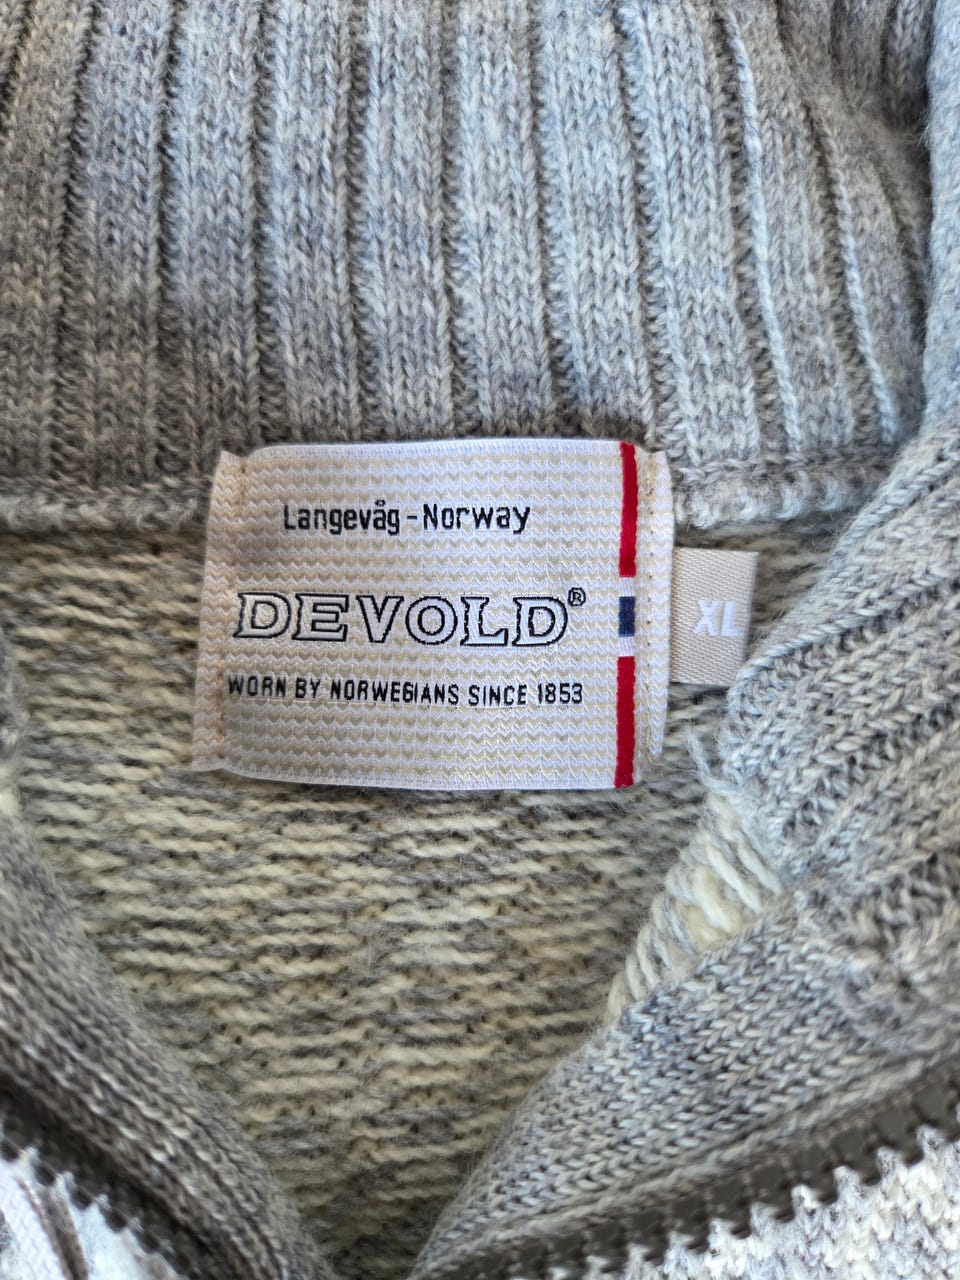 Langevåg - Norway
DEVOLD®
WORN BY NORWEGIANS SINCE 1853
XL